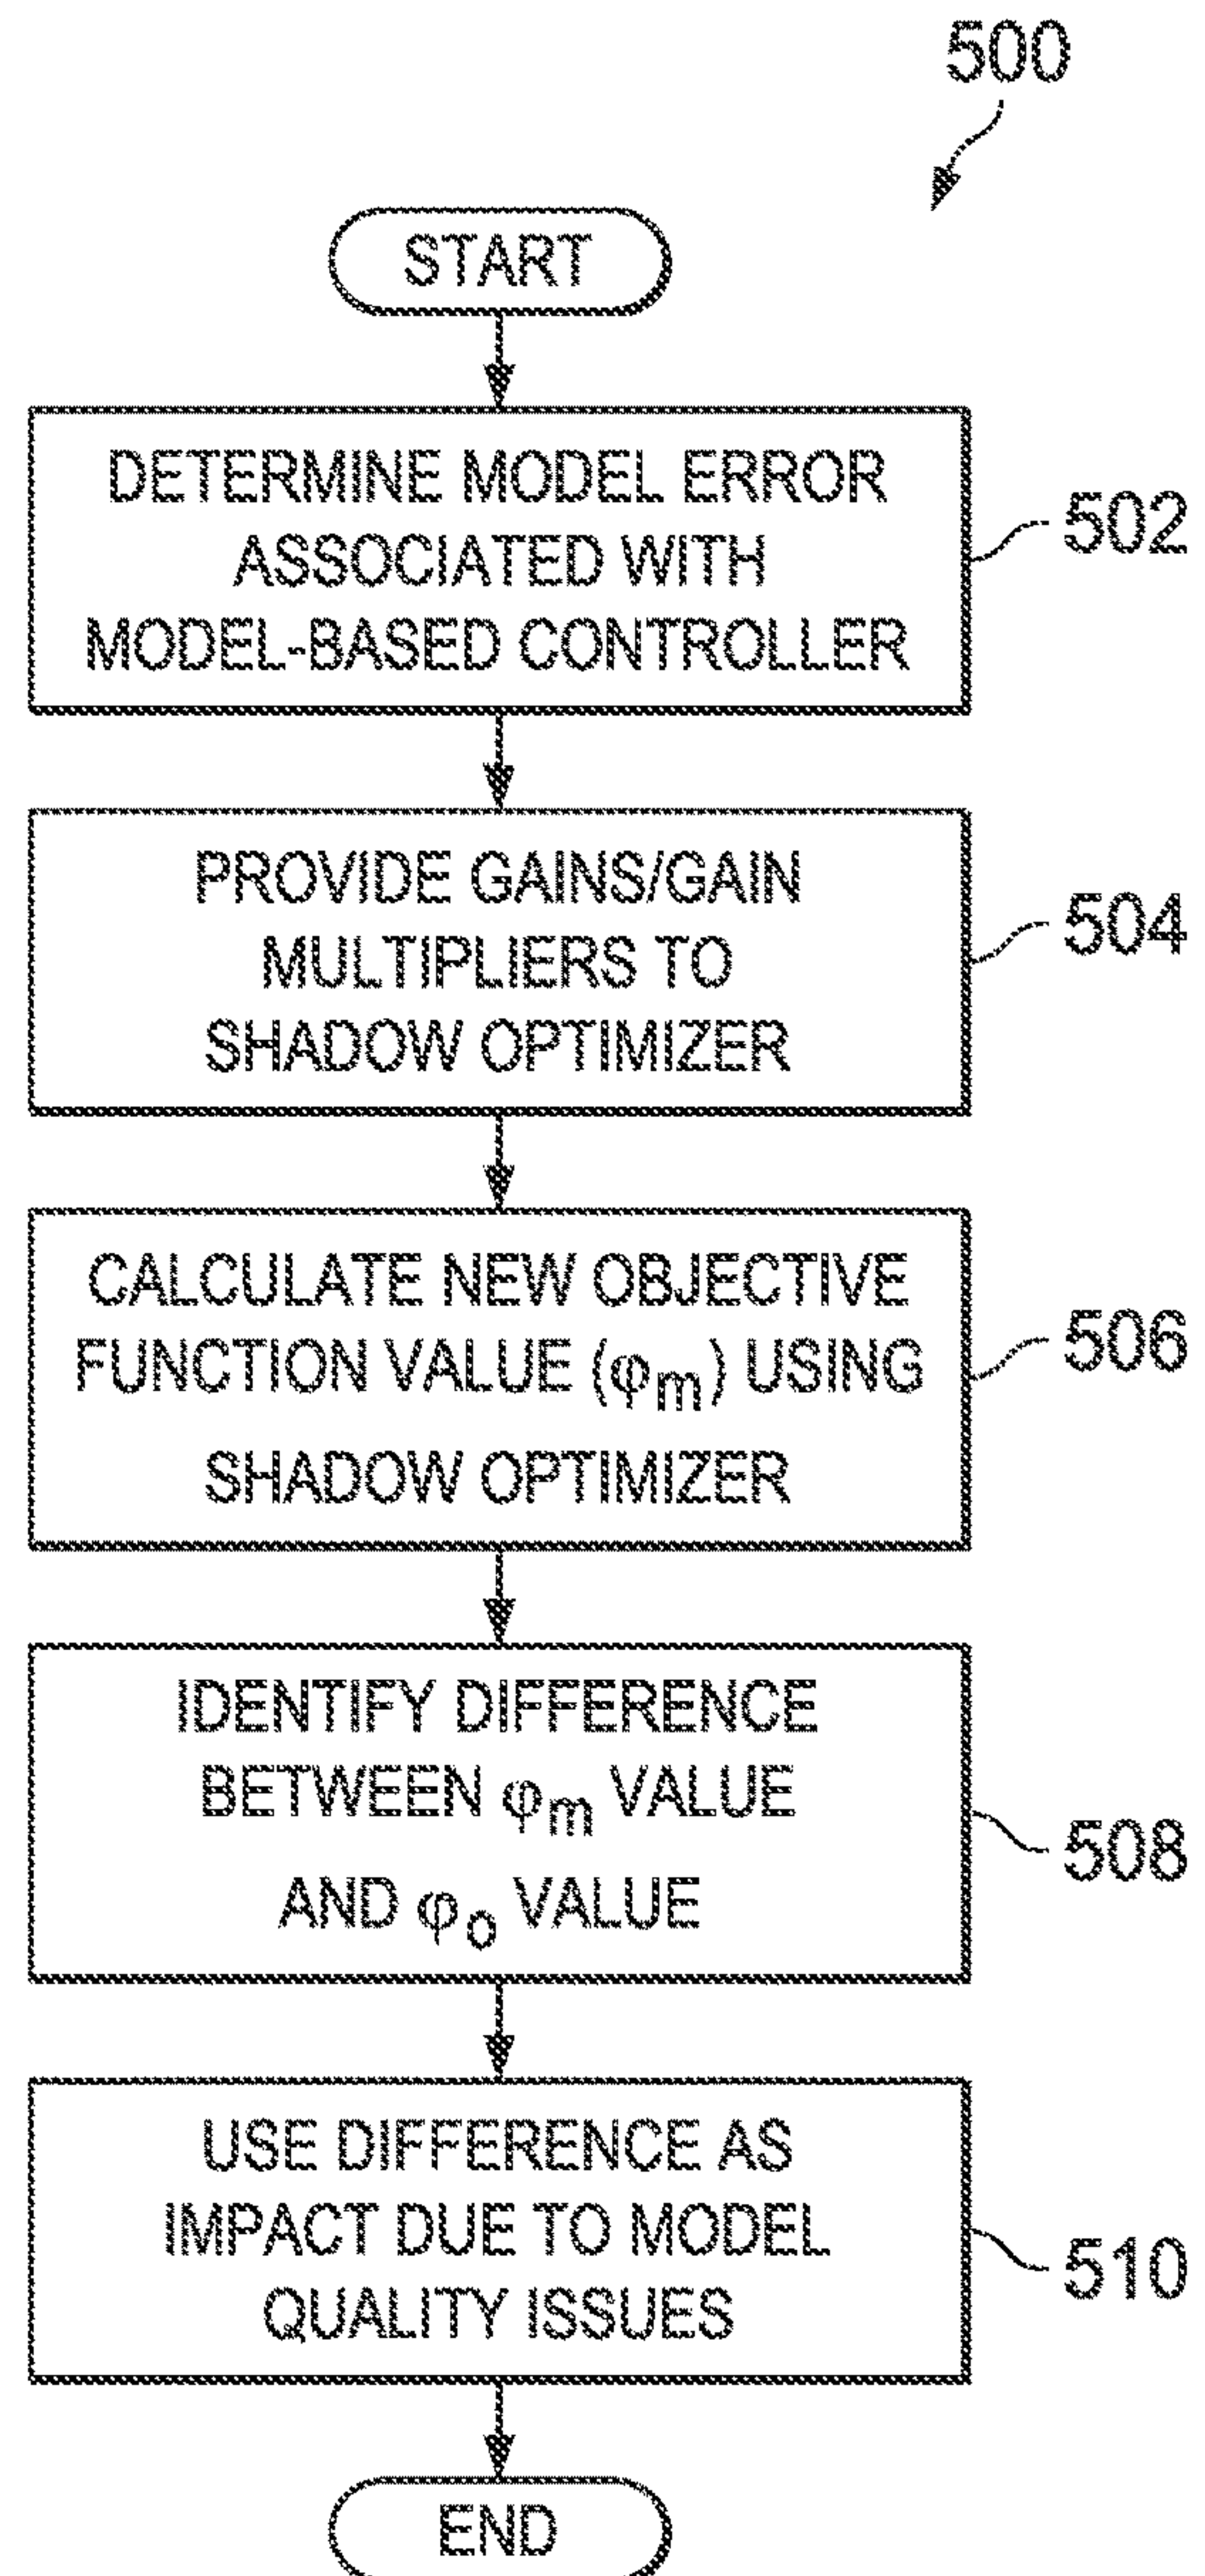 500
START
DETERMINE MODEL ERROR
ASSOCIATED WITH
MODEL-BASED CONTROLLER
502
PROVIDE GAINS/GAIN
MULTIPLIERS TO
SHADOW OPTIMIZER
504
CALCULATE NEW OBJECTIVE
FUNCTION VALUE (φm) USING
SHADOW OPTIMIZER
506
IDENTIFY DIFFERENCE
BETWEEN φm VALUE
AND φo VALUE
508
USE DIFFERENCE AS
IMPACT DUE TO MODEL
QUALITY ISSUES
510
END